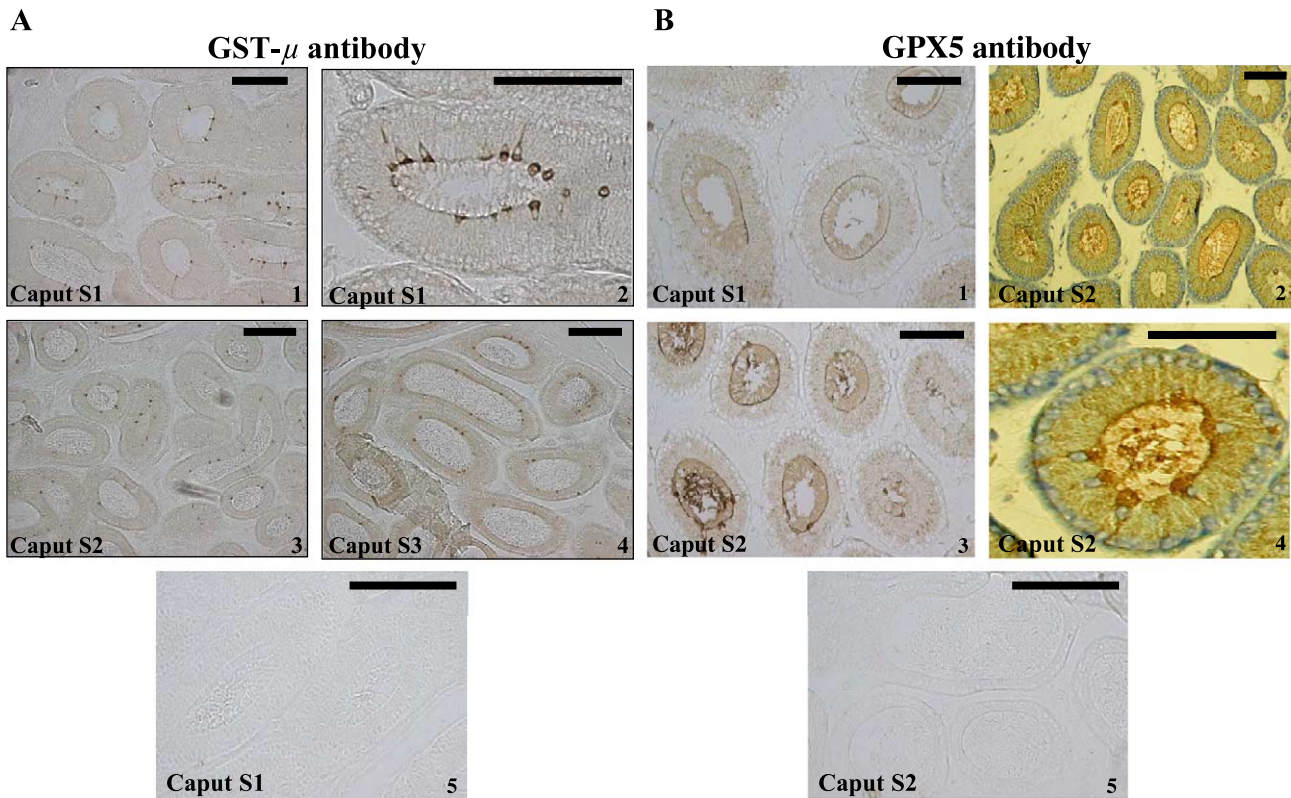 A
B
GST-μ antibody
GPX5 antibody
Caput S1 1
Caput S1 2
Caput S1 1
Caput S2 2
Caput S2 3
Caput S3 4
Caput S2 3
Caput S2 4
Caput S1 5
Caput S2 5